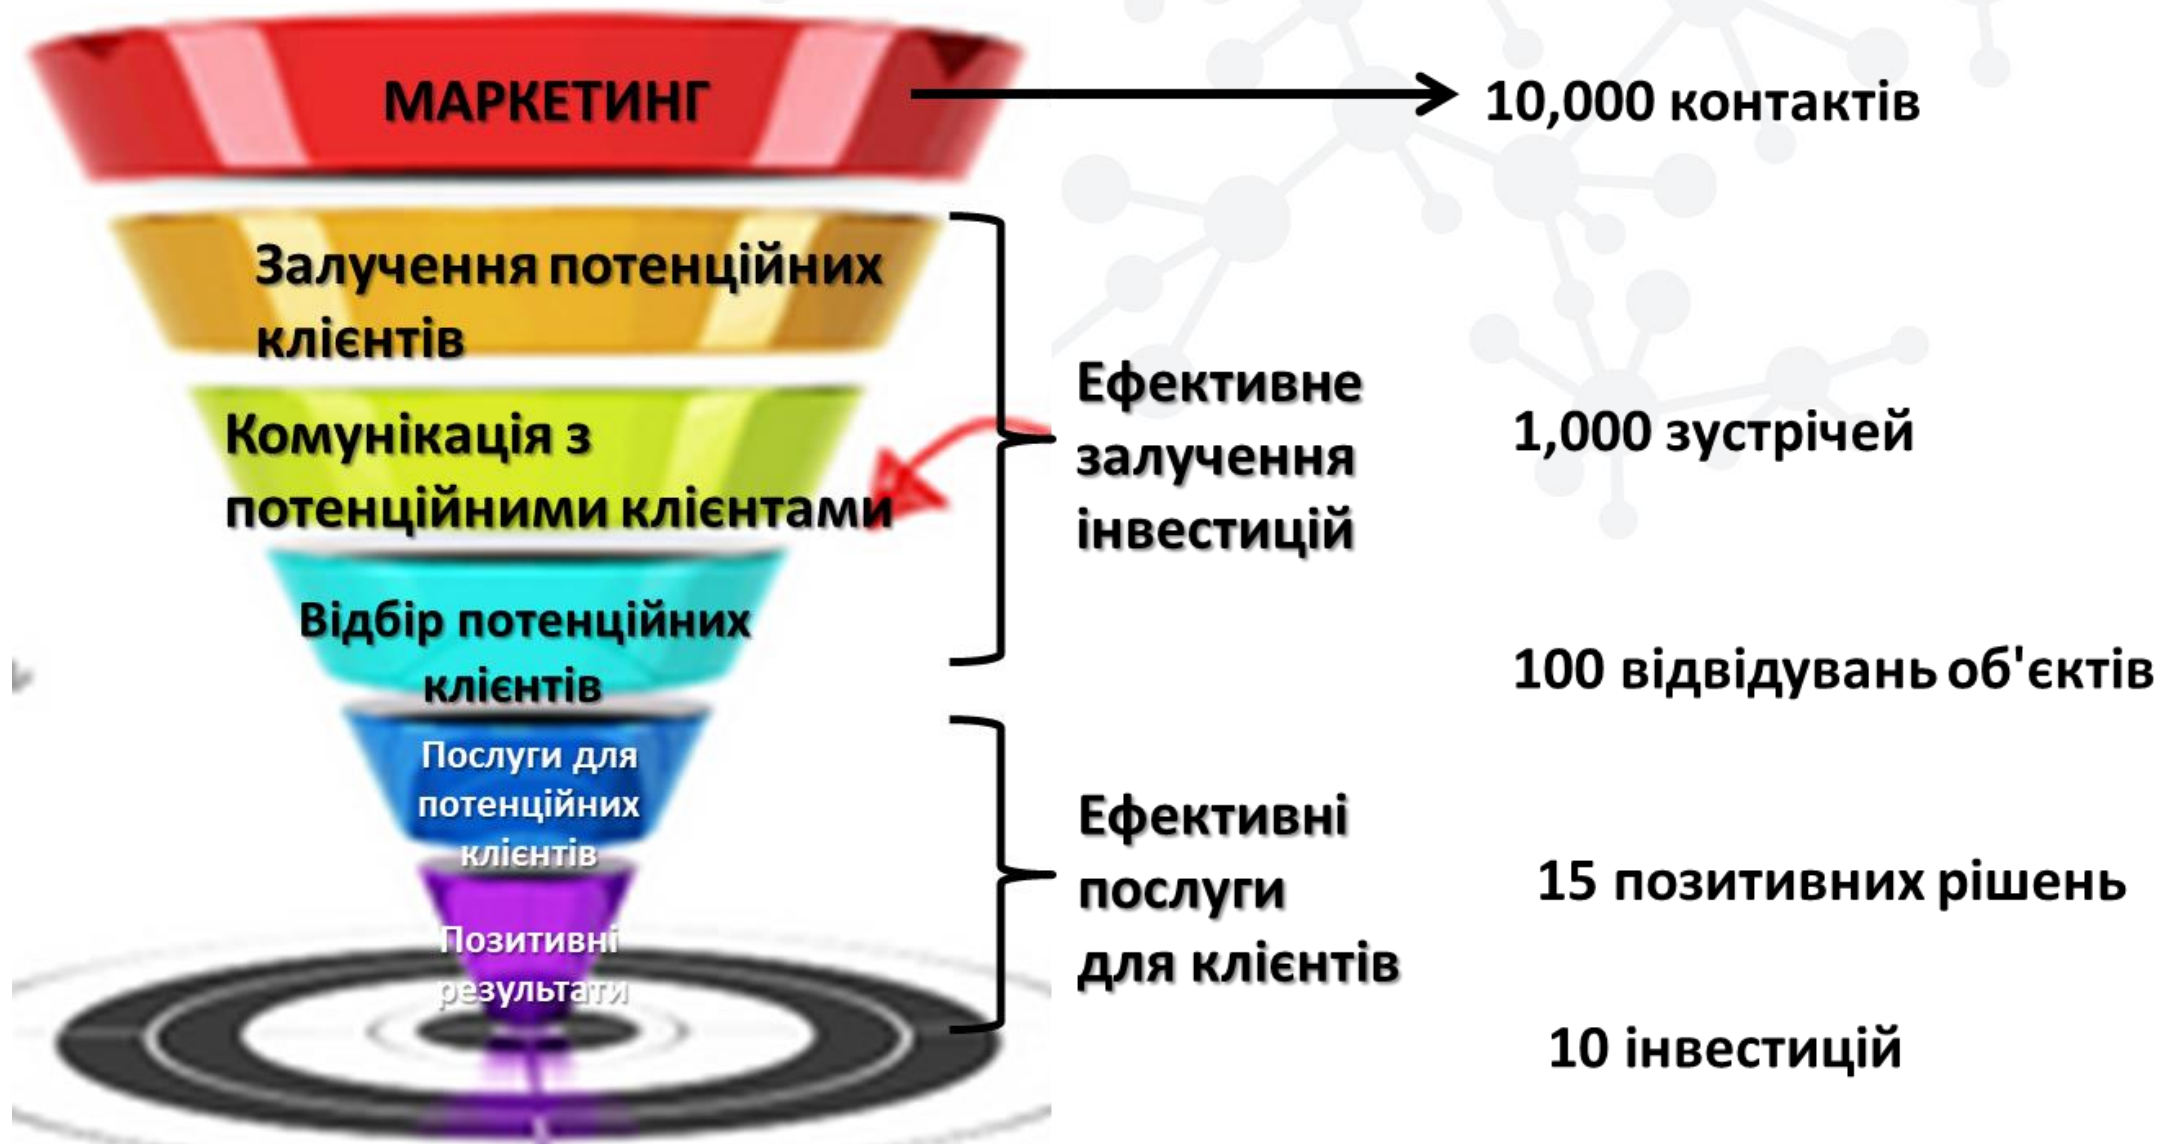 МАРКЕТИНГ
10,000 контактів
Залучення потенційних
клієнтів
Комунікація з
потенційними клієнтами
Відбір потенційних
клієнтів
Послуги для
потенційних
клієнтів
Позитивні
результати
Ефективне
залучення
інвестицій
Ефективні
послуги
для клієнтів
1,000 зустрічей
100 відвідувань об'єктів
15 позитивних рішень
10 інвестицій